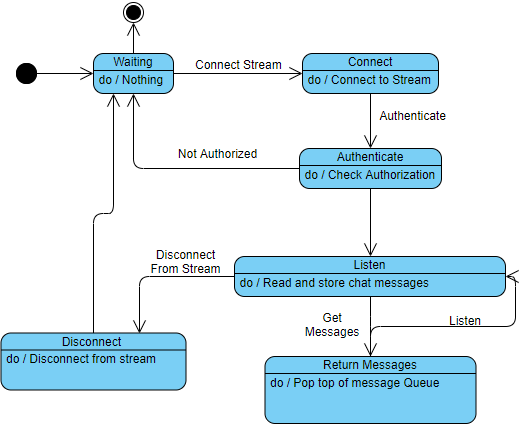 Waiting
do / Nothing
Connect Stream
Connect
do / Connect to Stream
Authenticate
Not Authorized
Authenticate
do / Check Authorization
Disconnect
From Stream
Listen
do / Read and store chat messages
Get
Messages
Listen
Disconnect
do / Disconnect from stream
Return Messages
do / Pop top of message Queue